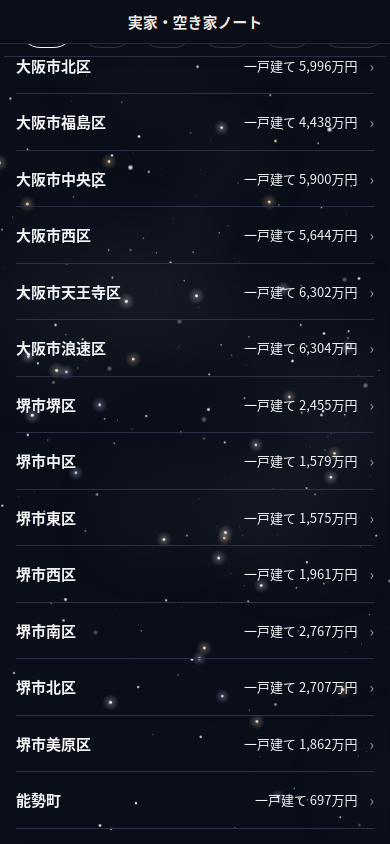 実家・空き家ノート
大阪市北区 一戸建て 5,996万円 ›
大阪市福島区 一戸建て 4,438万円 ›
大阪市中央区 一戸建て 5,900万円 ›
大阪市西区 一戸建て 5,644万円 ›
大阪市天王寺区 一戸建て 6,302万円 ›
大阪市浪速区 一戸建て 6,304万円 ›
堺市堺区 一戸建て 2,455万円 ›
堺市中区 一戸建て 1,579万円 ›
堺市東区 一戸建て 1,575万円 ›
堺市西区 一戸建て 1,961万円 ›
堺市南区 一戸建て 2,767万円 ›
堺市北区 一戸建て 2,707万円 ›
堺市美原区 一戸建て 1,862万円 ›
能勢町 一戸建て 697万円 ›